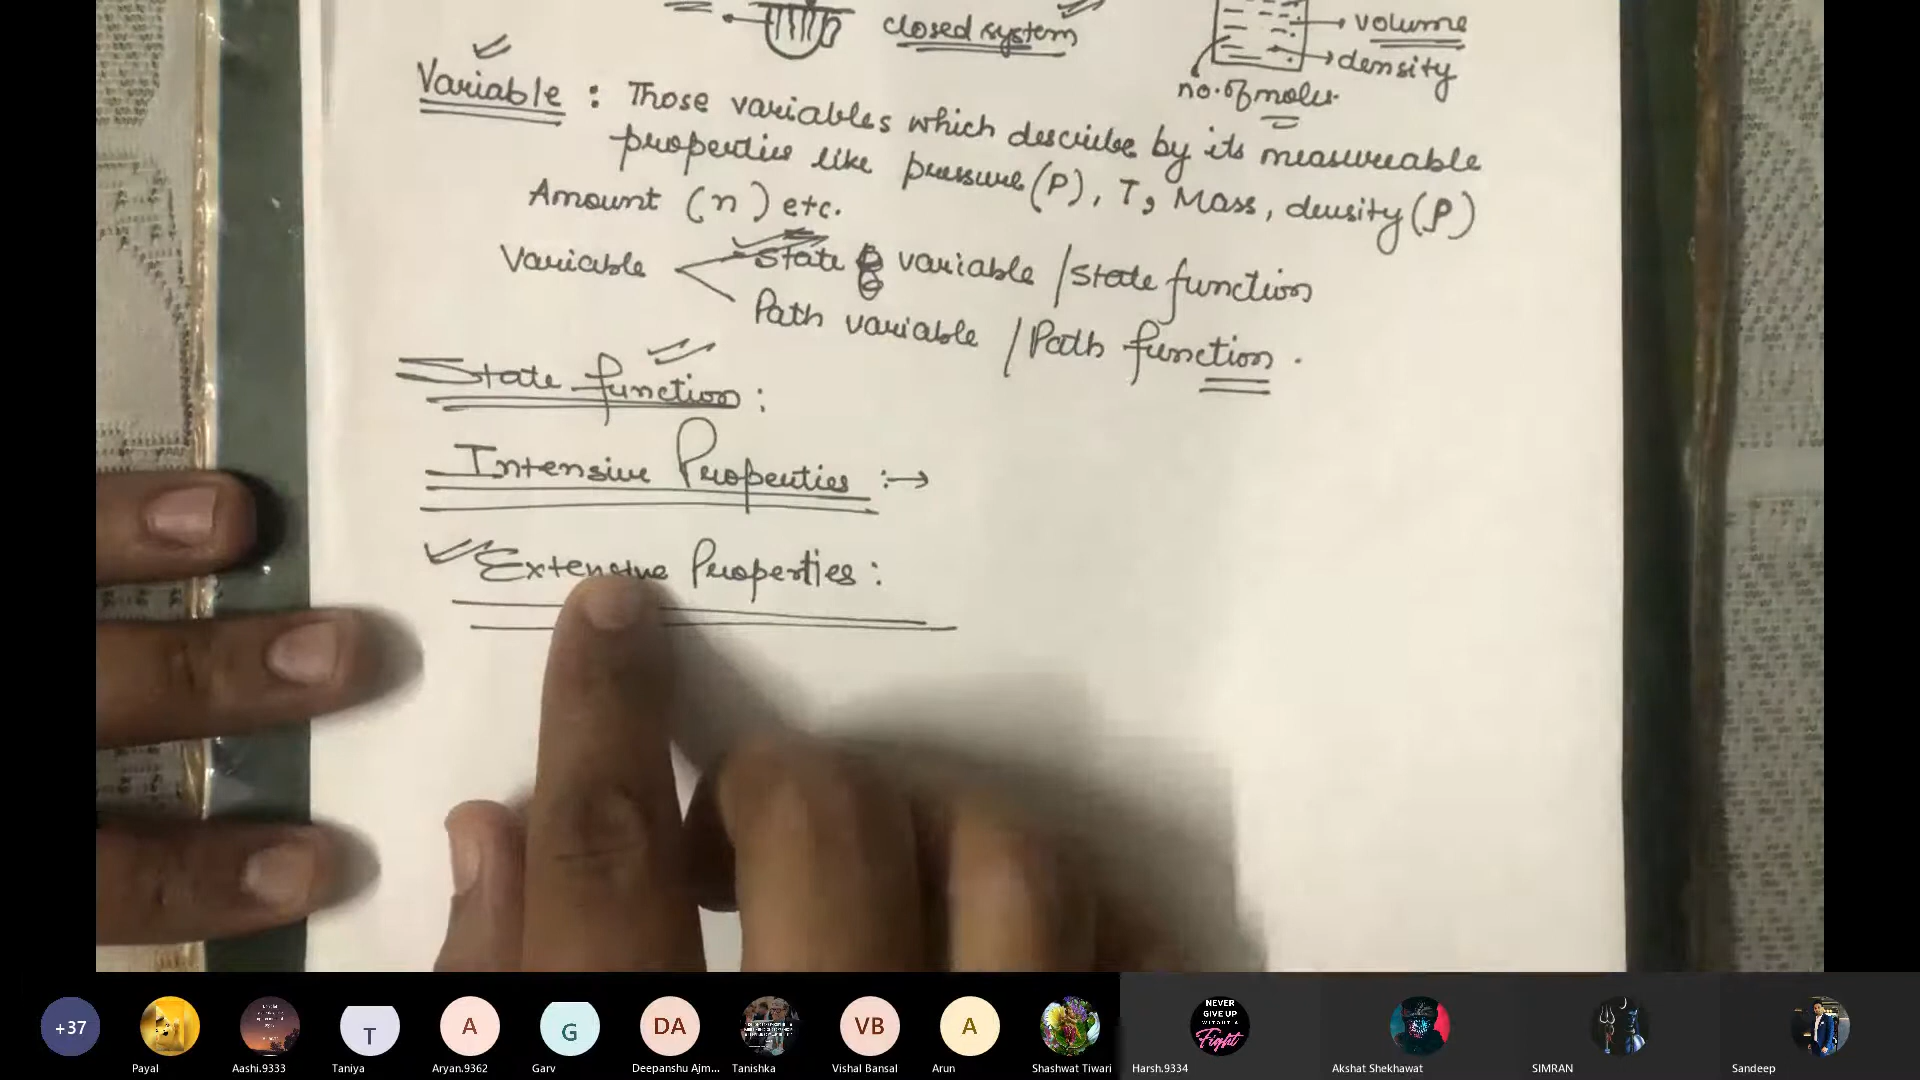 closed system
volume
density
no. of moles.
Variable : Those variables which describe by its measureable
properties like pressure (P), T, Mass, density (ρ)
Amount (n) etc.
Variable
State variable / State function
Path variable / Path function.
State function :
Intensive Properties :→
Extensive Properties :
+37
Payal
Aashi.9333
T
Taniya
A
Aryan.9362
G
Garv
DA
Deepanshu Ajm...
Tanishka
VB
Vishal Bansal
A
Arun
Shashwat Tiwari
NEVER
GIVE UP
WITHOUT A
Fight
Harsh.9334
Akshat Shekhawat
SIMRAN
Sandeep